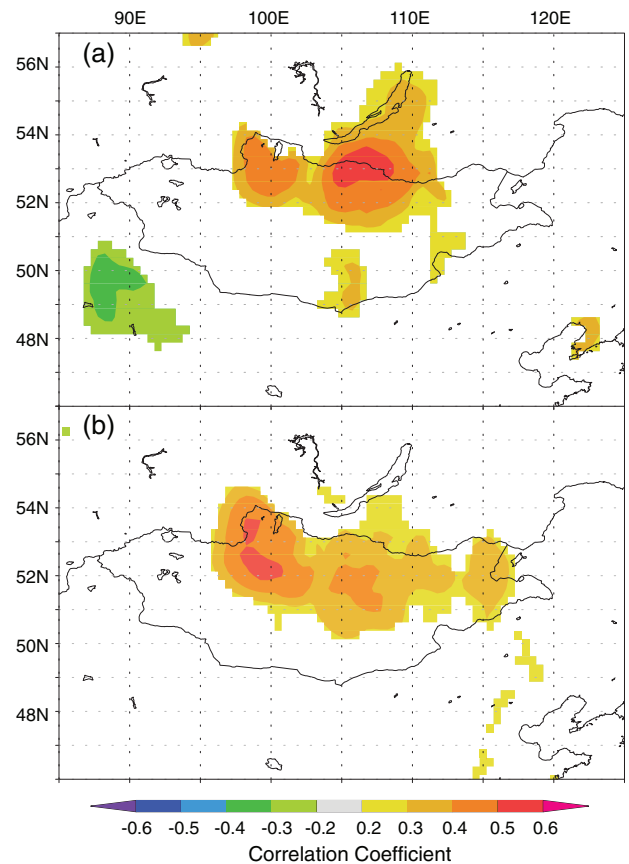 90E 100E 110E 120E
(a)
56N
54N
52N
50N
48N
(b)
56N
54N
52N
50N
48N
-0.6 -0.5 -0.4 -0.3 -0.2 0.2 0.3 0.4 0.5 0.6
Correlation Coefficient